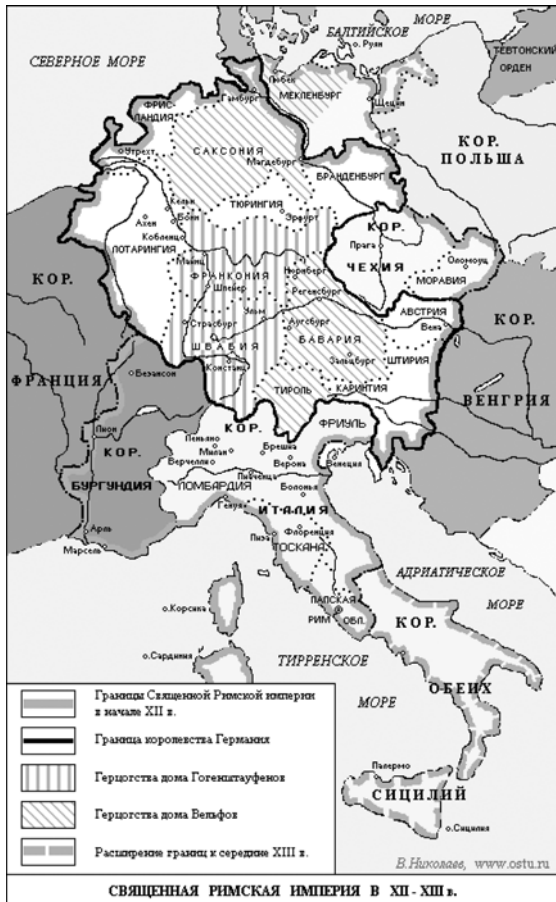 СЕВЕРНОЕ МОРЕ
БАЛТИЙСКОЕ МОРЕ
о. Руян
ТЕВТОНСКИЙ
ОРДЕН
Любек
Гамбург
МЕКЛЕНБУРГ
Щецин
ФРИС-
ЛАНДИЯ
Утрехт
САКСОНИЯ
Магдебург
БРАНДЕНБУРГ
КОР.
ПОЛЬША
Кельн
Ахен
Бонн
Кобленц
ТЮРИНГИЯ
Эрфурт
КОР.
Прага
ЧЕХИЯ
Оломоуц
МОРАВИЯ
ЛОТАРИНГИЯ
Майнц
ФРАНКОНИЯ
Шпейер
Нюрнберг
Регенсбург
КОР.
ФРАНЦИЯ
Страсбург
Ульм
Аугсбург
ШВАБИЯ
БАВАРИЯ
Констанц
Зальцбург
АВСТРИЯ
Вена
ШТИРИЯ
КОР.
ВЕНГРИЯ
Безансон
ТИРОЛЬ
КАРИНТИЯ
Лион
КОР.
БУРГУНДИЯ
КОР.
ФРИУЛЬ
Леньяно
Милан
Брешиа
Верчелли
Верона
Венеция
Пиаченца
ЛОМБАРДИЯ
Болонья
Генуя
ИТАЛИЯ
Арль
Марсель
Пиза
Флоренция
ТОСКАНА
АДРИАТИЧЕСКОЕ
МОРЕ
о.Корсика
ПАПСКАЯ
РИМ ОБЛ.
КОР.
о.Сардиния
ТИРРЕНСКОЕ
МОРЕ
ОБЕИХ
Палермо
СИЦИЛИЙ
о.Сицилия
Границы Священной Римской империи
в начале XII в.
Граница королевства Германия
Герцогства дома Гогенштауфенов
Герцогства дома Вельфов
Расширение границ к середине XIII в.
В.Николаев, www.ostu.ru
СВЯЩЕННАЯ РИМСКАЯ ИМПЕРИЯ В XII - XIII в.